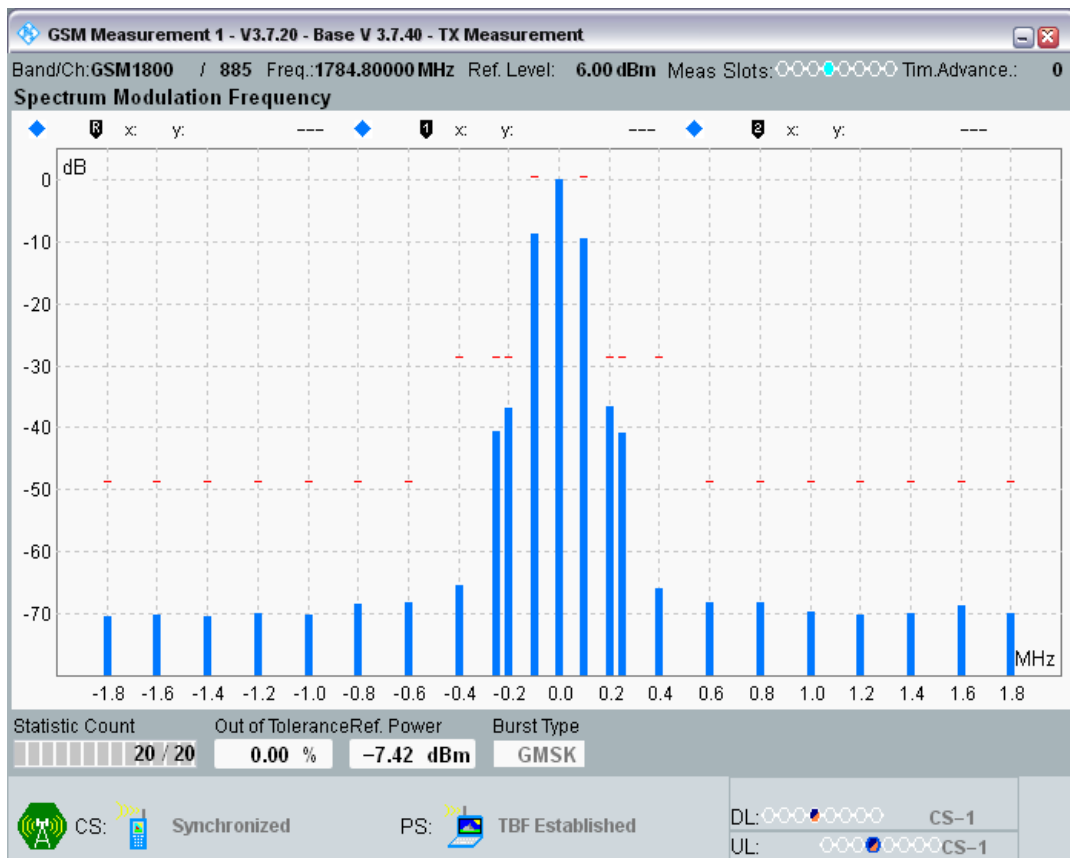 GSM Measurement 1 - V3.7.20 - Base V 3.7.40 - TX Measurement
Band/Ch:GSM1800 / 885 Freq.:1784.80000MHz Ref. Level: 6.00 dBm Meas Slots: Tim.Advance.: 0
Spectrum Modulation Frequency
R x: y: --- 1 x: y: --- 2 x: y: ---
dB
0
-10
-20
-30
-40
-50
-60
-70
MHz
-1.8 -1.6 -1.4 -1.2 -1.0 -0.8 -0.6 -0.4 -0.2 0.0 0.2 0.4 0.6 0.8 1.0 1.2 1.4 1.6 1.8
Statistic Count Out of Tolerance Ref. Power Burst Type
20 / 20 0.00 % -7.42 dBm GMSK
CS: Synchronized PS: TBF Established DL: CS-1
UL: CS-1